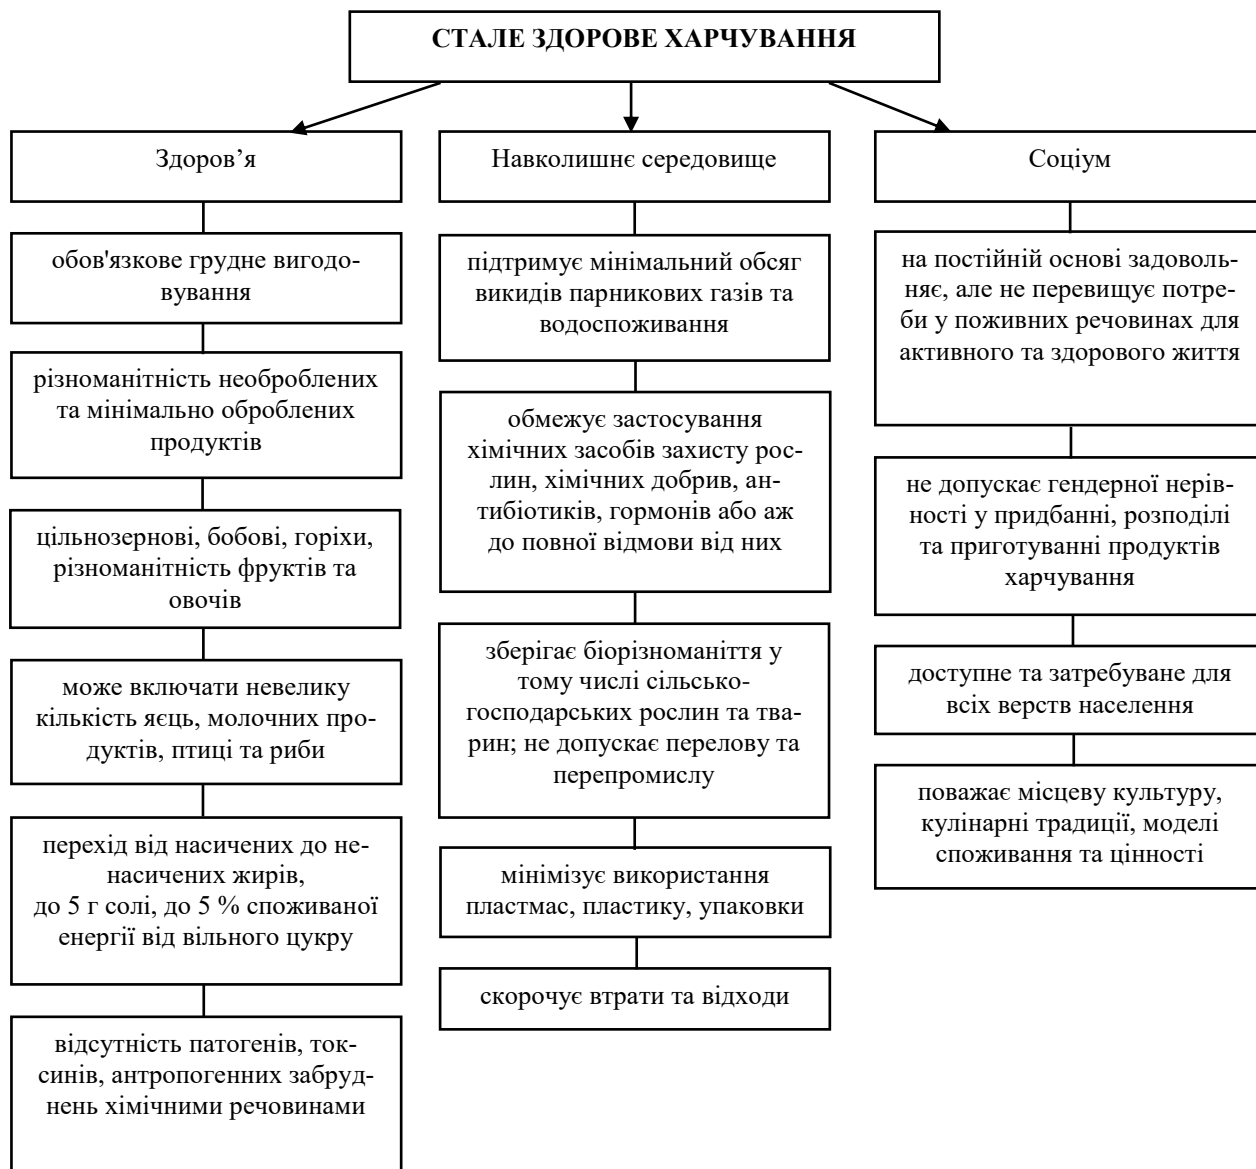 СТАЛЕ ЗДОРОВЕ ХАРЧУВАННЯ
Здоров’я
обов'язкове грудне вигодо-
вування
різноманітність необроблених
та мінімально оброблених
продуктів
цільнозернові, бобові, горіхи,
різноманітність фруктів та
овочів
може включати невелику
кількість яєць, молочних про-
дуктів, птиці та риби
перехід від насичених до не-
насичених жирів,
до 5 г солі, до 5 % споживаної
енергії від вільного цукру
відсутність патогенів, ток-
синів, антропогенних забруд-
нень хімічними речовинами
Навколишнє середовище
підтримує мінімальний обсяг
викидів парникових газів та
водоспоживання
обмежує застосування
хімічних засобів захисту рос-
лин, хімічних добрив, ан-
тибіотиків, гормонів або аж
до повної відмови від них
зберігає біорізноманіття у
тому числі сільсько-
господарських рослин та тва-
рин; не допускає перелову та
перепромислу
мінімізує використання
пластмас, пластику, упаковки
скорочує втрати та відходи
Соціум
на постійній основі задоволь-
няє, але не перевищує потре-
би у поживних речовинах для
активного та здорового життя
не допускає гендерної нерів-
ності у придбанні, розподілі
та приготуванні продуктів
харчування
доступне та затребуване для
всіх верств населення
поважає місцеву культуру,
кулінарні традиції, моделі
споживання та цінності